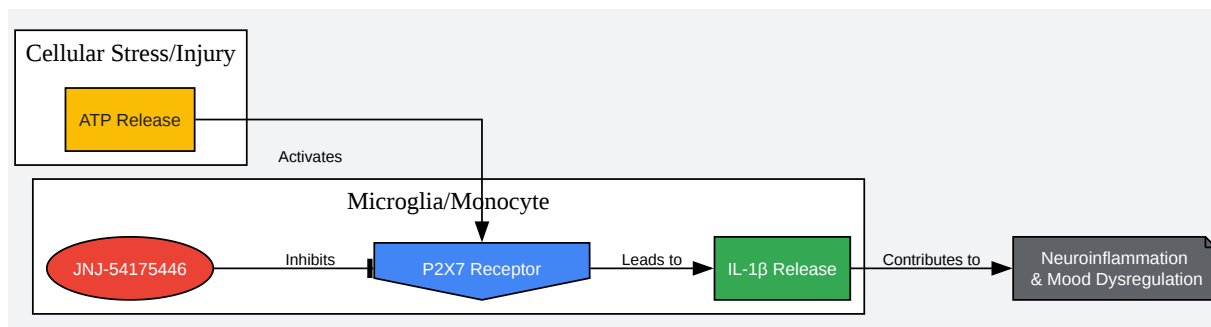 Cellular Stress/Injury
ATP Release
Activates
Microglia/Monocyte
JNJ-54175446
Inhibits
P2X7 Receptor
Leads to
IL-1β Release
Contributes to
Neuroinflammation
& Mood Dysregulation